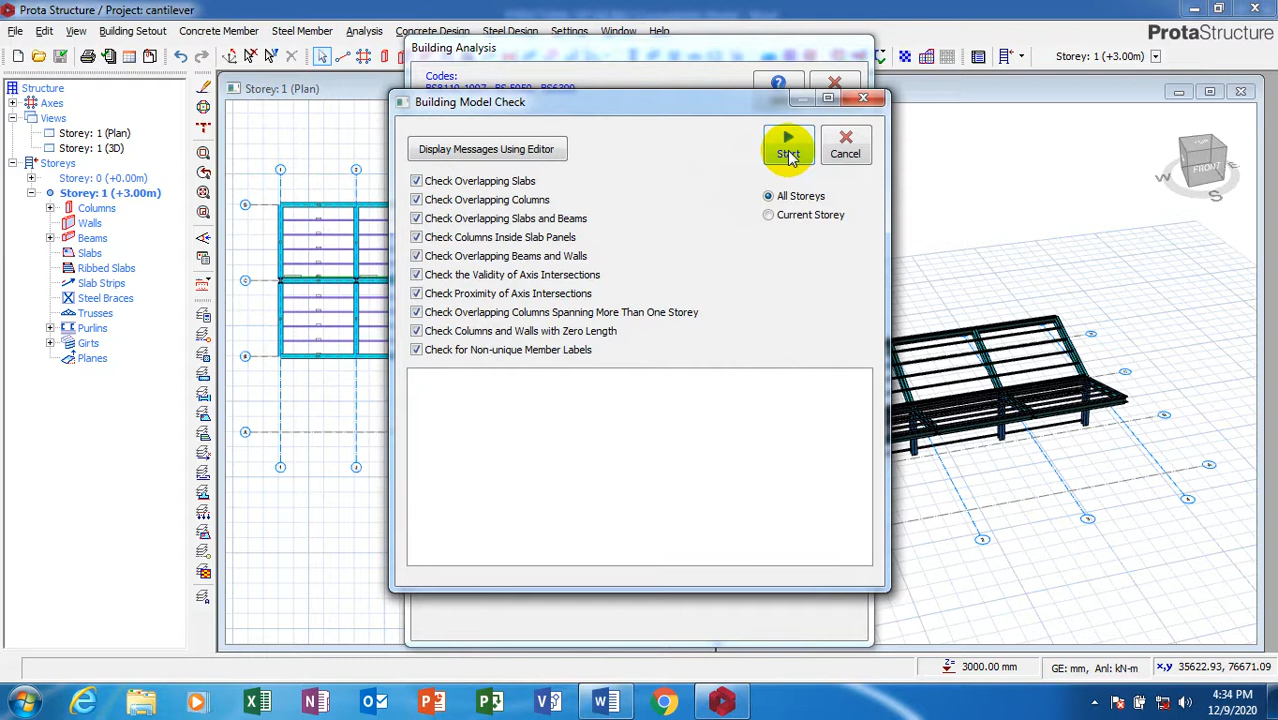 Prota Structure / Project: cantilever
File Edit View Building Setout Concrete Member Steel Member Analysis Concrete Design Steel Design Settings Window Help
ProtaStructure
Storey: 1 (+3.00m)
Structure
Axes
Views
Storey: 1 (Plan)
Storey: 1 (3D)
Storeys
Storey: 0 (+0.00m)
Storey: 1 (+3.00m)
Columns
Walls
Beams
Slabs
Ribbed Slabs
Slab Strips
Steel Braces
Trusses
Purlins
Girts
Planes
Storey: 1 (Plan)
Building Analysis
Codes:
Building Model Check
Display Messages Using Editor
Start
Cancel
Check Overlapping Slabs
Check Overlapping Columns
Check Overlapping Slabs and Beams
Check Columns Inside Slab Panels
Check Overlapping Beams and Walls
Check the Validity of Axis Intersections
Check Proximity of Axis Intersections
Check Overlapping Columns Spanning More Than One Storey
Check Columns and Walls with Zero Length
Check for Non-unique Member Labels
All Storeys
Current Storey
W
FRONT
S
Z=
3000.00 mm
GE: mm, Anl: kN-m
x,y
35622.93, 76671.09
4:34 PM
12/9/2020